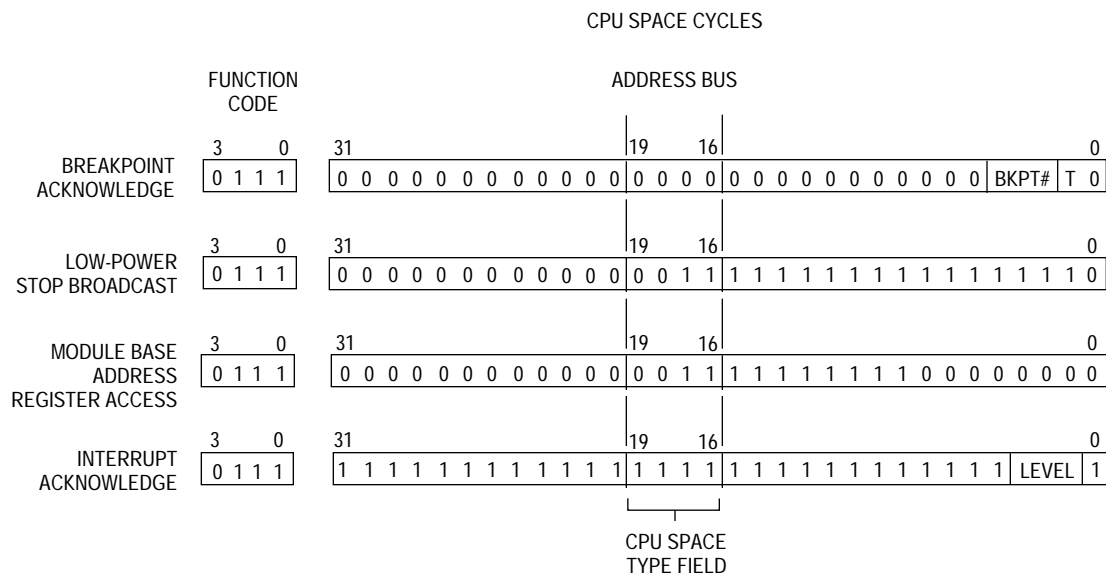 CPU SPACE CYCLES
FUNCTION
CODE
ADDRESS BUS
3 0 31 19 16 0
BREAKPOINT
ACKNOWLEDGE
0 1 1 1 0 0 0 0 0 0 0 0 0 0 0 0 0 0 0 0 0 0 0 0 0 0 0 0 0 0 0 BKPT# T 0
3 0 31 19 16 0
LOW-POWER
STOP BROADCAST
0 1 1 1 0 0 0 0 0 0 0 0 0 0 0 0 0 0 1 1 1 1 1 1 1 1 1 1 1 1 1 1 1 1 1 0
3 0 31 19 16 0
MODULE BASE
ADDRESS
REGISTER ACCESS
0 1 1 1 0 0 0 0 0 0 0 0 0 0 0 0 0 0 1 1 1 1 1 1 1 1 1 1 0 0 0 0 0 0 0 0
3 0 31 19 16 0
INTERRUPT
ACKNOWLEDGE
0 1 1 1 1 1 1 1 1 1 1 1 1 1 1 1 1 1 1 1 1 1 1 1 1 1 1 1 1 1 1 1 LEVEL 1
CPU SPACE
TYPE FIELD